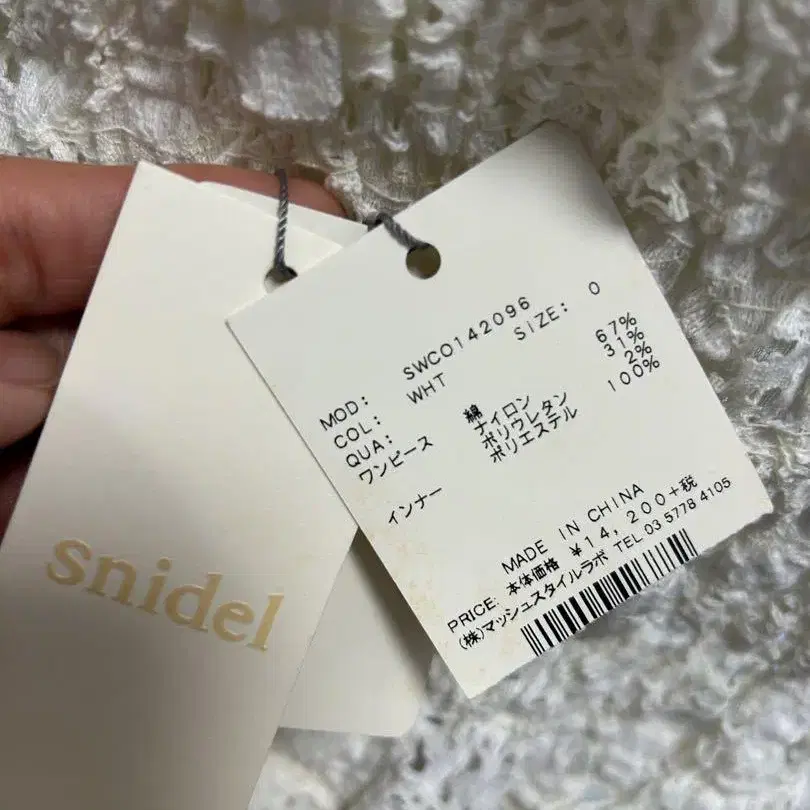 snidel
MOD: SWCO142096
COL: WHT SIZE: 0
QUA:
ワンピース 綿 67%
ナイロン 31%
ポリウレタン 2%
インナー ポリエステル 100%
MADE IN CHINA
PRICE: 本体価格 ¥14,200+税
(株)マッシュスタイルラボ TEL 03 5778 4105